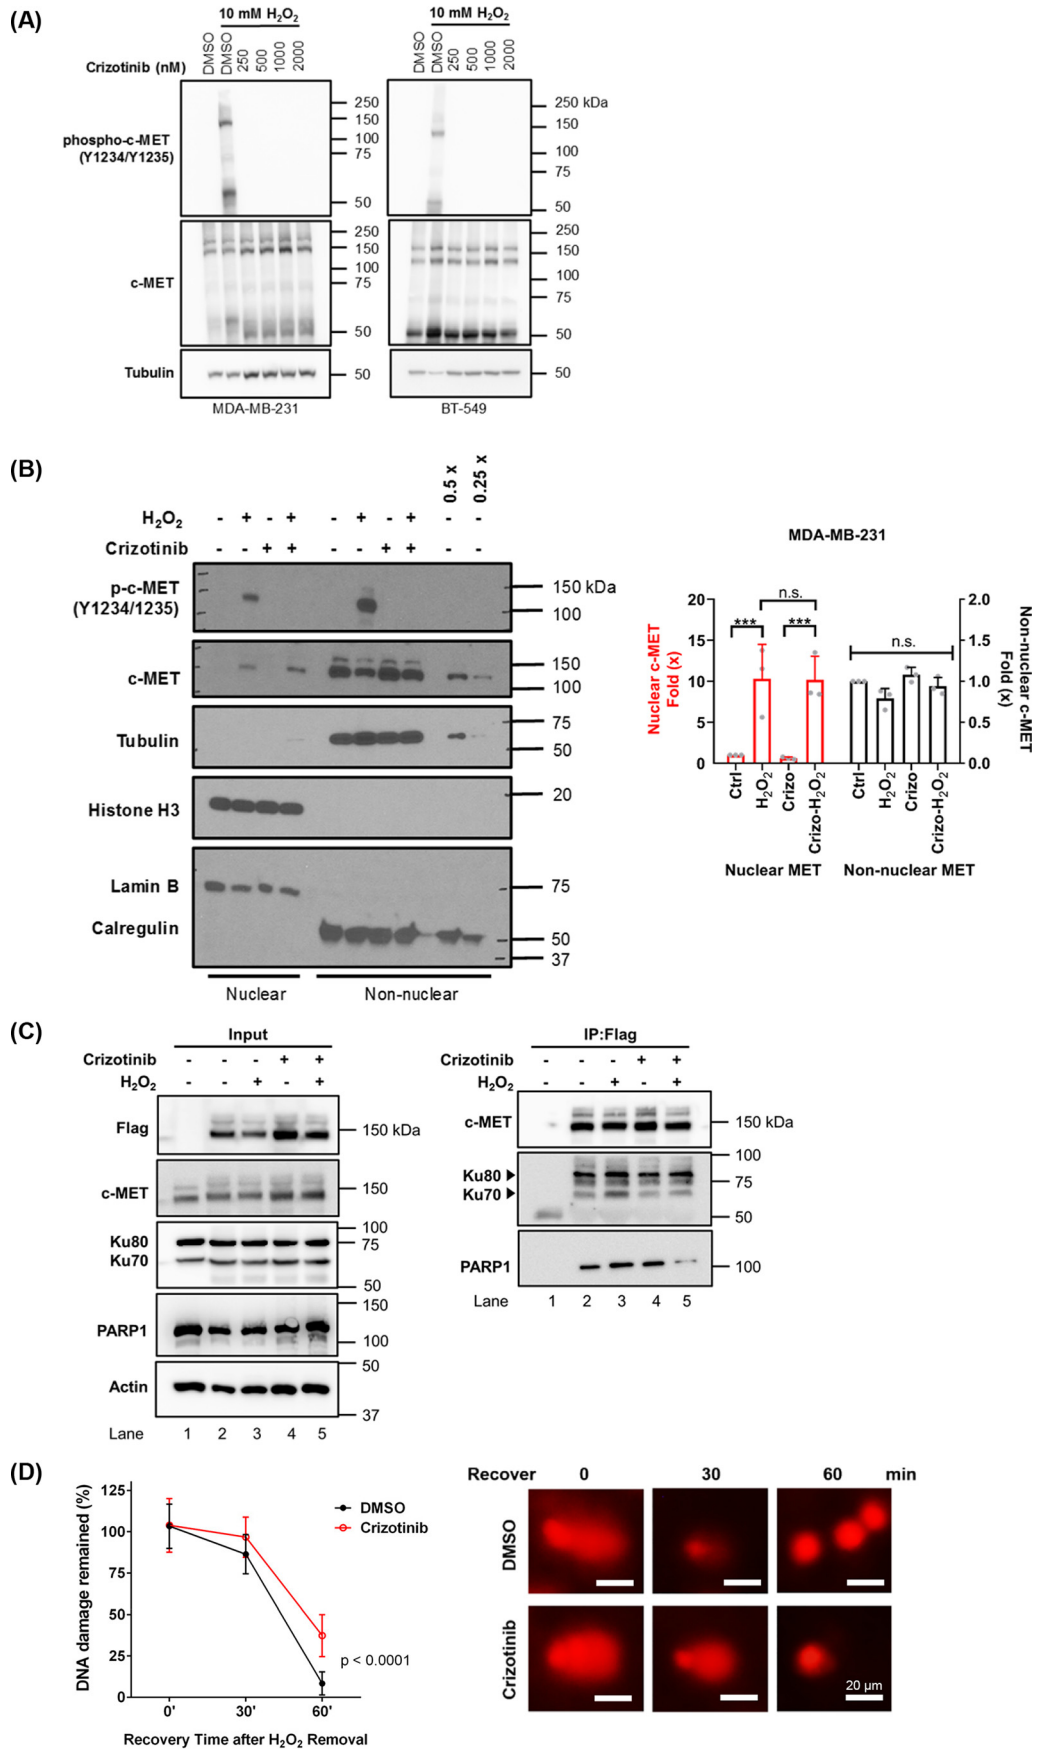 (A)
10 mM H₂O₂
10 mM H₂O₂
Crizotinib (nM)
DMSO
DMSO
250
500
1000
2000
DMSO
DMSO
250
500
1000
2000
phospho-c-MET
(Y1234/Y1235)
250
150
100
75
50
250 kDa
150
100
75
50
c-MET
250
150
100
75
50
250
150
100
75
50
Tubulin
50
50
MDA-MB-231
BT-549
(B)
0.5 x
0.25 x
H₂O₂ - + - + - + - + - -
Crizotinib - - + + - - + + - -
p-c-MET
(Y1234/1235)
150 kDa
100
c-MET
150
100
Tubulin
75
50
Histone H3
20
Lamin B
75
Calregulin
50
37
Nuclear
Non-nuclear
MDA-MB-231
Nuclear c-MET
Fold (x)
20
15
10
5
0
***
n.s.
***
n.s.
2.0
1.5
1.0
0.5
0.0
Non-nuclear c-MET
Fold (x)
Ctrl
H₂O₂
Crizo
Crizo-H₂O₂
Ctrl
H₂O₂
Crizo
Crizo-H₂O₂
Nuclear MET
Non-nuclear MET
(C)
Input
Crizotinib - - - + +
H₂O₂ - - + - +
Flag
150 kDa
c-MET
150
Ku80
Ku70
100
75
50
PARP1
150
100
Actin
50
37
Lane 1 2 3 4 5
IP:Flag
Crizotinib - - - + +
H₂O₂ - - + - +
c-MET
150 kDa
Ku80
Ku70
100
75
50
PARP1
100
Lane 1 2 3 4 5
(D)
DNA damage remained (%)
125
100
75
50
25
0
DMSO
Crizotinib
p < 0.0001
0'
30'
60'
Recovery Time after H₂O₂ Removal
Recover 0 30 60 min
DMSO
Crizotinib
20 µm